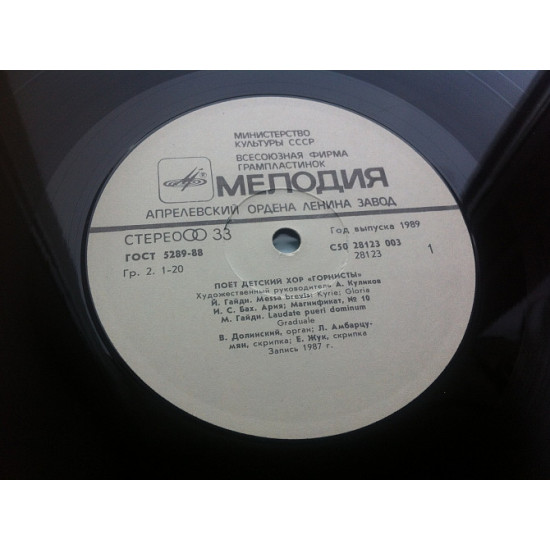 МИНИСТЕРСТВО
КУЛЬТУРЫ СССР
ВСЕСОЮЗНАЯ ФИРМА
ГРАМПЛАСТИНОК
МЕЛОДИЯ
АПРЕЛЕВСКИЙ ОРДЕНА ЛЕНИНА ЗАВОД
СТЕРЕО 33 Год выпуска 1989
ГОСТ 5289-88 С50 28123 003
Гр. 2. 1-20 28123 1
ПОЕТ ДЕТСКИЙ ХОР «ГОРНИСТЫ»
Художественный руководитель А. Куликов
Й. Гайдн. Messa brevis: Kyrie; Gloria
И. С. Бах. Ария; Магнификат, № 10
М. Гайдн. Laudate pueri dominum
Graduale
В. Долинский, орган; Л. Амбарцу-
мян, скрипка; Е. Жук, скрипка
Запись 1987 г.